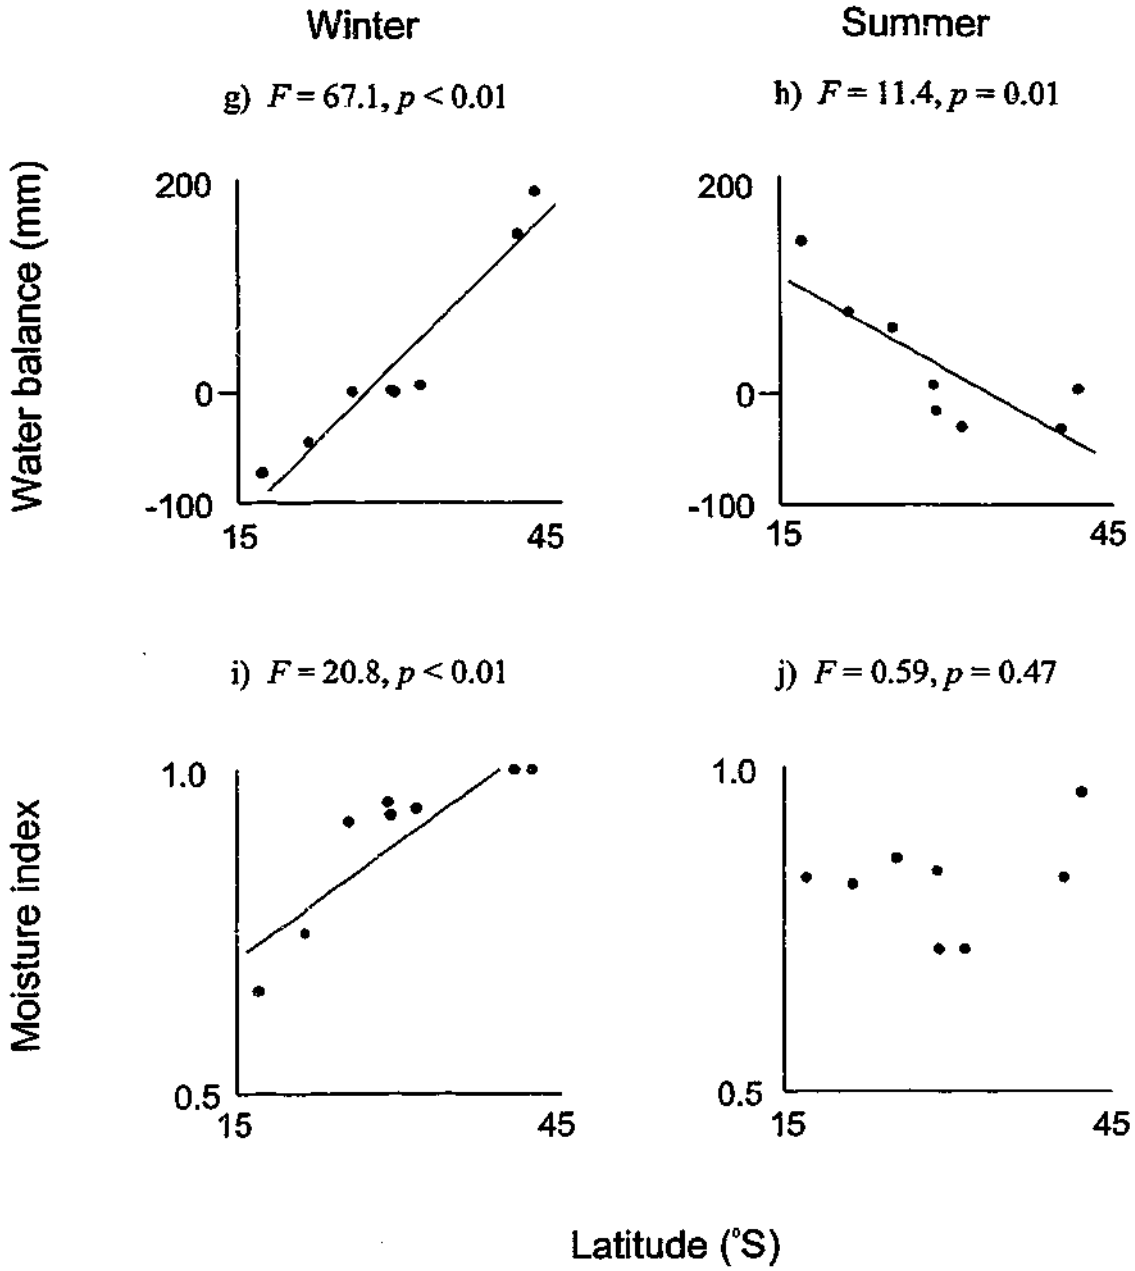 Winter
Summer
g) F = 67.1, p < 0.01
h) F = 11.4, p = 0.01
Water balance (mm)
200
0
-100
15
45
200
0
-100
15
45
i) F = 20.8, p < 0.01
j) F = 0.59, p = 0.47
Moisture index
1.0
0.5
15
45
1.0
0.5
15
45
Latitude (°S)